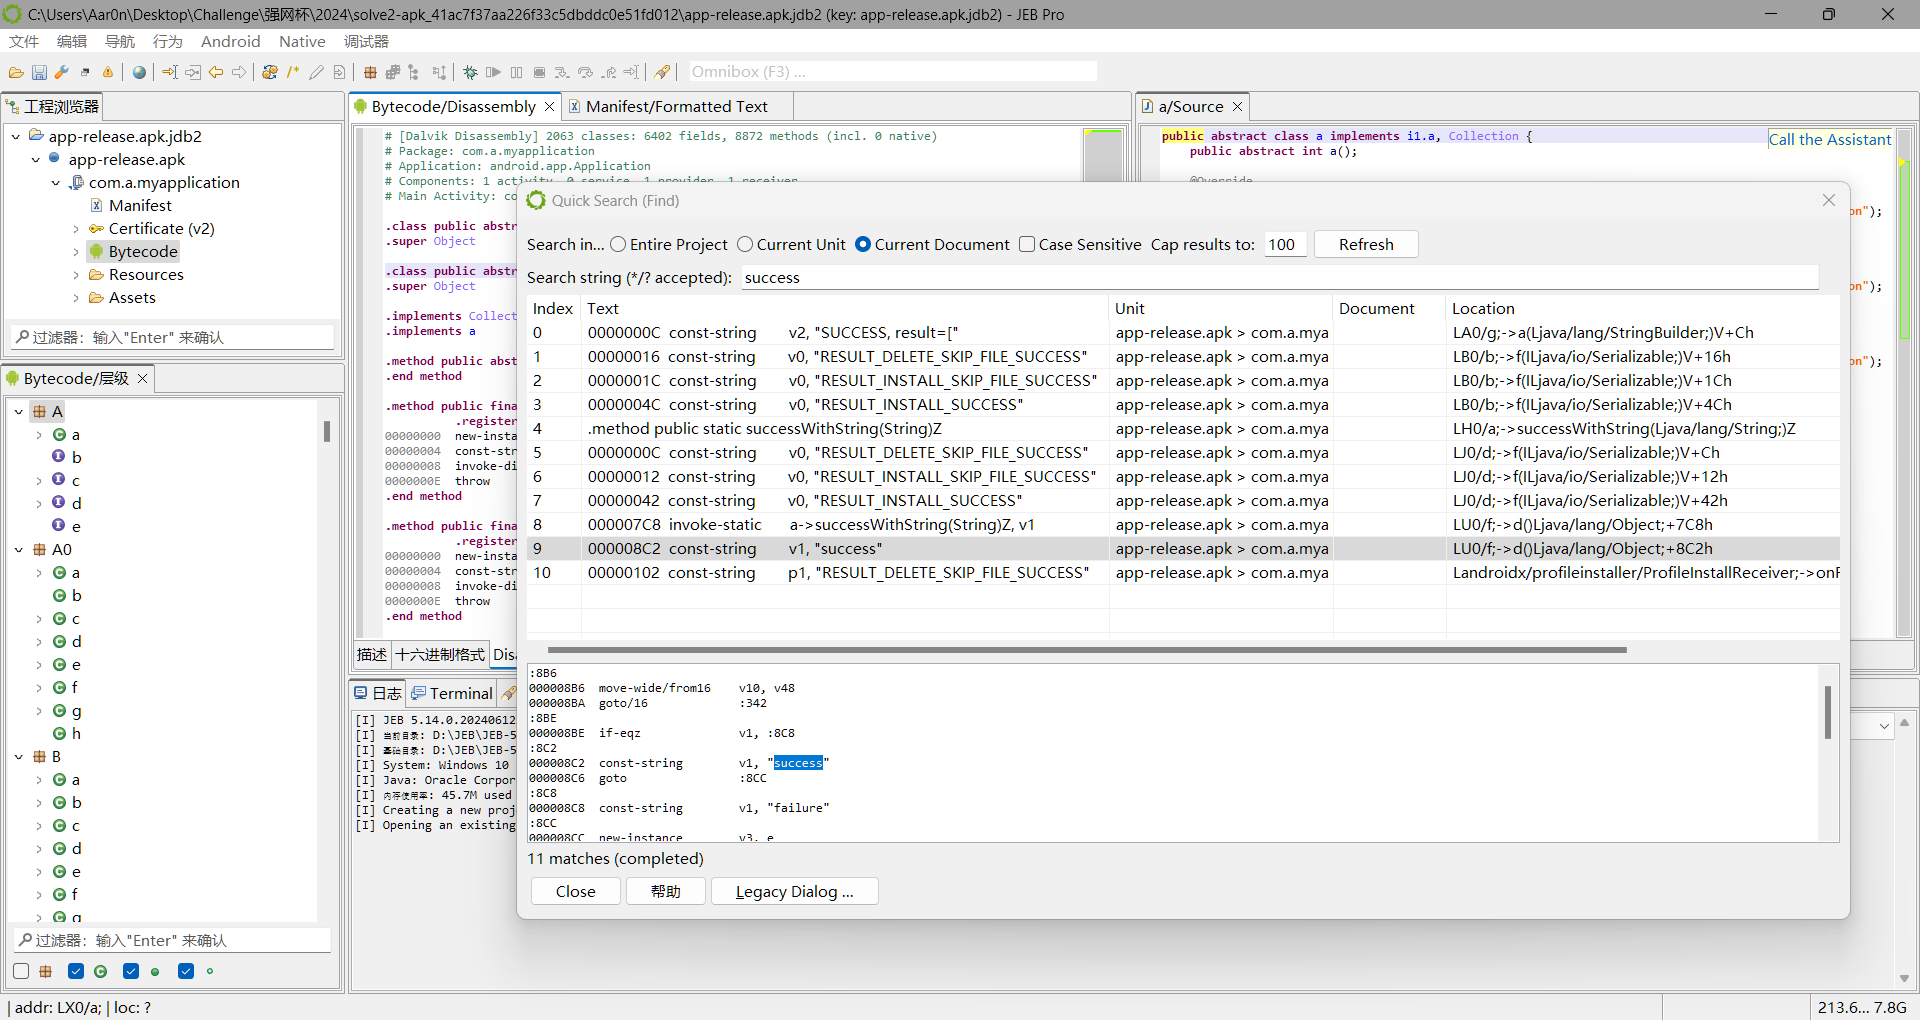 C:\Users\Aar0n\Desktop\Challenge\强网杯\2024\solve2-apk_41ac7f37aa226f33c5dbddc0e51fd012\app-release.apk.jdb2 (key: app-release.apk.jdb2) - JEB Pro
文件 编辑 导航 行为 Android Native 调试器
Omnibox (F3) ...
工程浏览器
app-release.apk.jdb2
app-release.apk
com.a.myapplication
Manifest
Certificate (v2)
Bytecode
Resources
Assets
过滤器：输入"Enter" 来确认
Bytecode/层级
A
a
b
c
d
e
A0
a
b
c
d
e
f
g
h
B
a
b
c
d
e
f
g
过滤器：输入"Enter" 来确认
Bytecode/Disassembly
Manifest/Formatted Text
# [Dalvik Disassembly] 2063 classes: 6402 fields, 8872 methods (incl. 0 native)
# Package: com.a.myapplication
# Application: android.app.Application
# Components: 1 activity, 0 service, 1 provider, 1 receiver
# Main Activity: co
.class public abstr
.super Object
.class public abstr
.super Object
.implements Collect
.implements a
.method public abst
.end method
.method public fina
.register
00000000 new-insta
00000004 const-str
00000008 invoke-di
0000000E throw
.end method
.method public fina
.register
00000000 new-insta
00000004 const-str
00000008 invoke-di
0000000E throw
.end method
描述 十六进制格式 Disa
日志 Terminal
[I] JEB 5.14.0.20240612
[I] 当前目录: D:\JEB\JEB-5
[I] 基础目录: D:\JEB\JEB-5
[I] System: Windows 10
[I] Java: Oracle Corpor
[I] 内存使用率: 45.7M used
[I] Creating a new proj
[I] Opening an existing
a/Source
public abstract class a implements i1.a, Collection {
public abstract int a();
@Override
Call the Assistant
on");
on");
on");
Quick Search (Find)
Search in... Entire Project Current Unit Current Document Case Sensitive Cap results to: 100 Refresh
Search string (*/? accepted): success
Index Text Unit Document Location
0 0000000C const-string v2, "SUCCESS, result=[" app-release.apk > com.a.mya LA0/g;->a(Ljava/lang/StringBuilder;)V+Ch
1 00000016 const-string v0, "RESULT_DELETE_SKIP_FILE_SUCCESS" app-release.apk > com.a.mya LB0/b;->f(ILjava/io/Serializable;)V+16h
2 0000001C const-string v0, "RESULT_INSTALL_SKIP_FILE_SUCCESS" app-release.apk > com.a.mya LB0/b;->f(ILjava/io/Serializable;)V+1Ch
3 0000004C const-string v0, "RESULT_INSTALL_SUCCESS" app-release.apk > com.a.mya LB0/b;->f(ILjava/io/Serializable;)V+4Ch
4 .method public static successWithString(String)Z app-release.apk > com.a.mya LH0/a;->successWithString(Ljava/lang/String;)Z
5 0000000C const-string v0, "RESULT_DELETE_SKIP_FILE_SUCCESS" app-release.apk > com.a.mya LJ0/d;->f(ILjava/io/Serializable;)V+Ch
6 00000012 const-string v0, "RESULT_INSTALL_SKIP_FILE_SUCCESS" app-release.apk > com.a.mya LJ0/d;->f(ILjava/io/Serializable;)V+12h
7 00000042 const-string v0, "RESULT_INSTALL_SUCCESS" app-release.apk > com.a.mya LJ0/d;->f(ILjava/io/Serializable;)V+42h
8 000007C8 invoke-static a->successWithString(String)Z, v1 app-release.apk > com.a.mya LU0/f;->d()Ljava/lang/Object;+7C8h
9 000008C2 const-string v1, "success" app-release.apk > com.a.mya LU0/f;->d()Ljava/lang/Object;+8C2h
10 00000102 const-string p1, "RESULT_DELETE_SKIP_FILE_SUCCESS" app-release.apk > com.a.mya Landroidx/profileinstaller/ProfileInstallReceiver;->onR
:8B6
000008B6 move-wide/from16 v10, v48
000008BA goto/16 :342
:8BE
000008BE if-eqz v1, :8C8
:8C2
000008C2 const-string v1, "success"
000008C6 goto :8CC
:8C8
000008C8 const-string v1, "failure"
:8CC
000008CC new-instance v3, e
11 matches (completed)
Close 帮助 Legacy Dialog ...
addr: LX0/a; | loc: ?
213.6... 7.8G